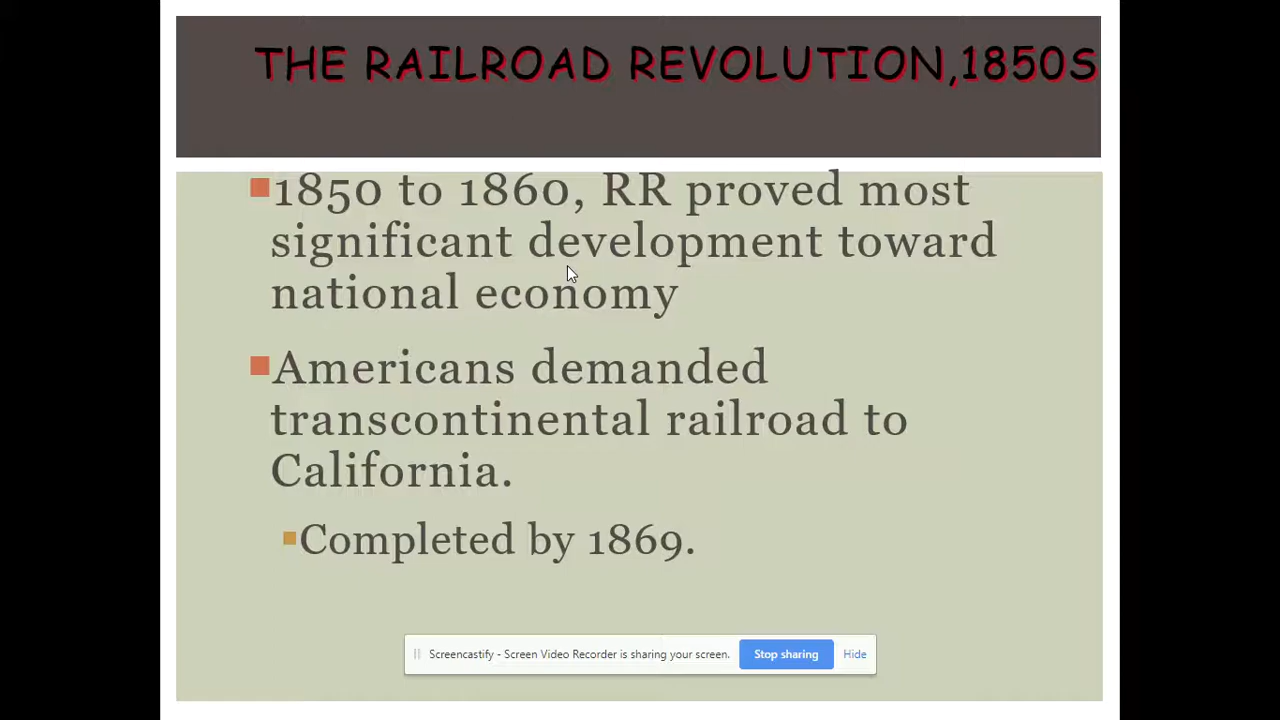 THE RAILROAD REVOLUTION,1850S
1850 to 1860, RR proved most
significant development toward
national economy
Americans demanded
transcontinental railroad to
California.
Completed by 1869.
Screencastify - Screen Video Recorder is sharing your screen. Stop sharing Hide